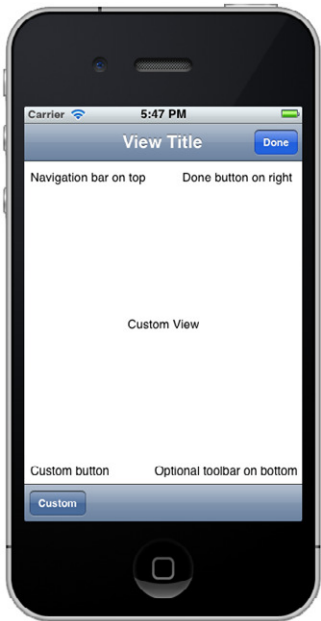 Carrier 5:47 PM
View Title Done
Navigation bar on top Done button on right
Custom View
Custom button Optional toolbar on bottom
Custom